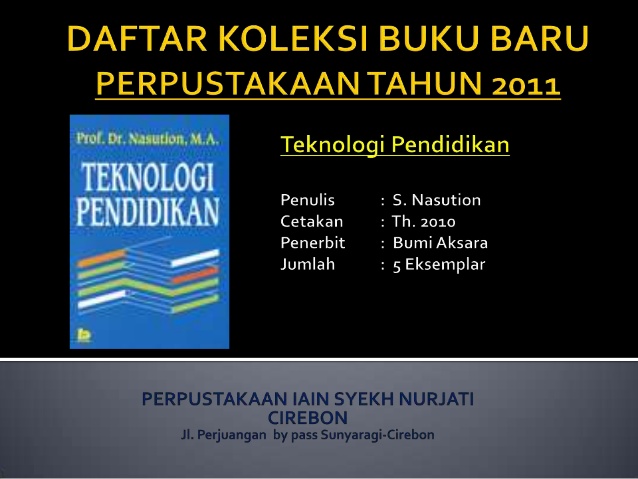 DAFTAR KOLEKSI BUKU BARU
PERPUSTAKAAN TAHUN 2011
Prof. Dr. Nasution, M.A.
TEKNOLOGI
PENDIDIKAN
Teknologi Pendidikan
Penulis : S. Nasution
Cetakan : Th. 2010
Penerbit : Bumi Aksara
Jumlah : 5 Eksemplar
PERPUSTAKAAN IAIN SYEKH NURJATI
CIREBON
Jl. Perjuangan by pass Sunyaragi-Cirebon